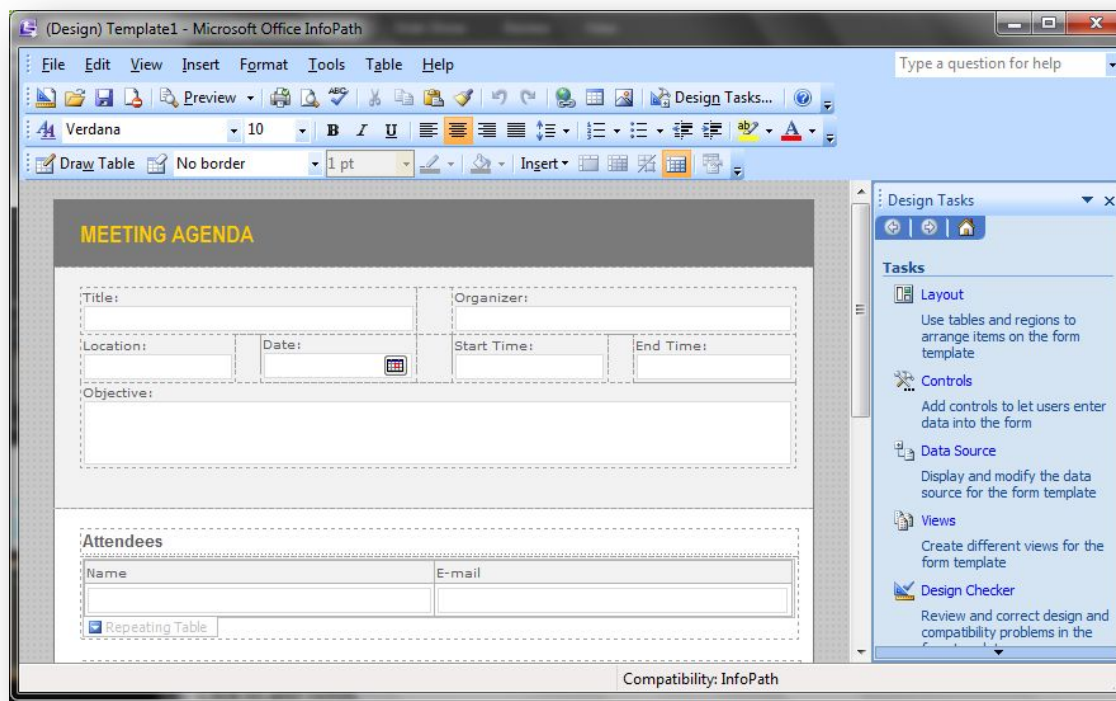 (Design) Template1 - Microsoft Office InfoPath
File Edit View Insert Format Tools Table Help
Type a question for help
Preview
ABC
Design Tasks...
Verdana 10 B I U ab A
Draw Table No border 1 pt Insert
MEETING AGENDA
Title: Organizer:
Location: Date: Start Time: End Time:
Objective:
Attendees
Name E-mail
Repeating Table
Design Tasks
Tasks
Layout
Use tables and regions to
arrange items on the form
template
Controls
Add controls to let users enter
data into the form
Data Source
Display and modify the data
source for the form template
Views
Create different views for the
form template
Design Checker
Review and correct design and
compatibility problems in the
Compatibility: InfoPath